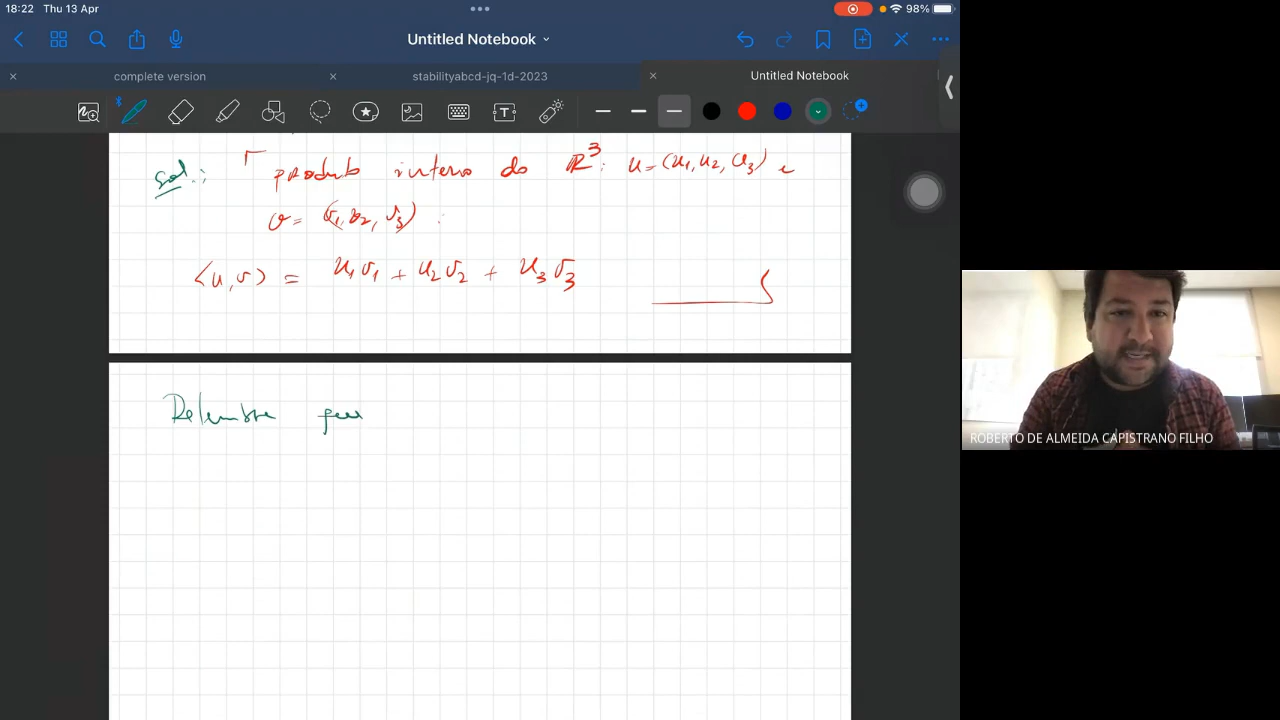 18:22 Thu 13 Apr
98%
Untitled Notebook
complete version
stabilityabcd-jq-1d-2023
Untitled Notebook
Sol.:
produto interno do ℝ³: u=(u₁,u₂,u₃) e
v=(v₁,v₂,v₃):
⟨u,v⟩ = u₁v₁ + u₂v₂ + u₃v₃
Relembre que
ROBERTO DE ALMEIDA CAPISTRANO FILHO